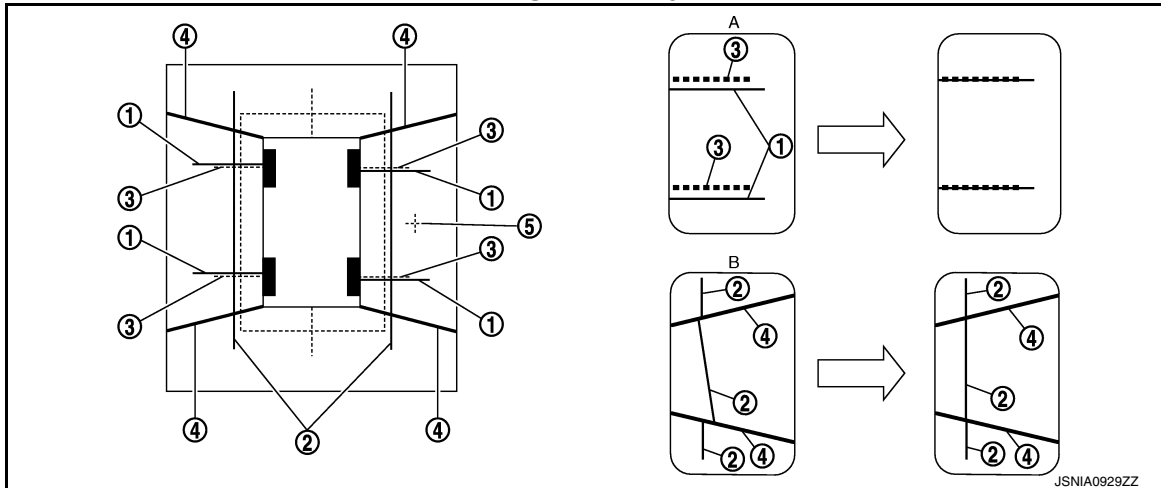 ④ ④ A
③
① ③
③ ① ③ ①
① ⑤
① ③ B
③ ① ② ②
④ ④
② ②
④ ② ④ ② ④ ② ④
JSNIA0929ZZ